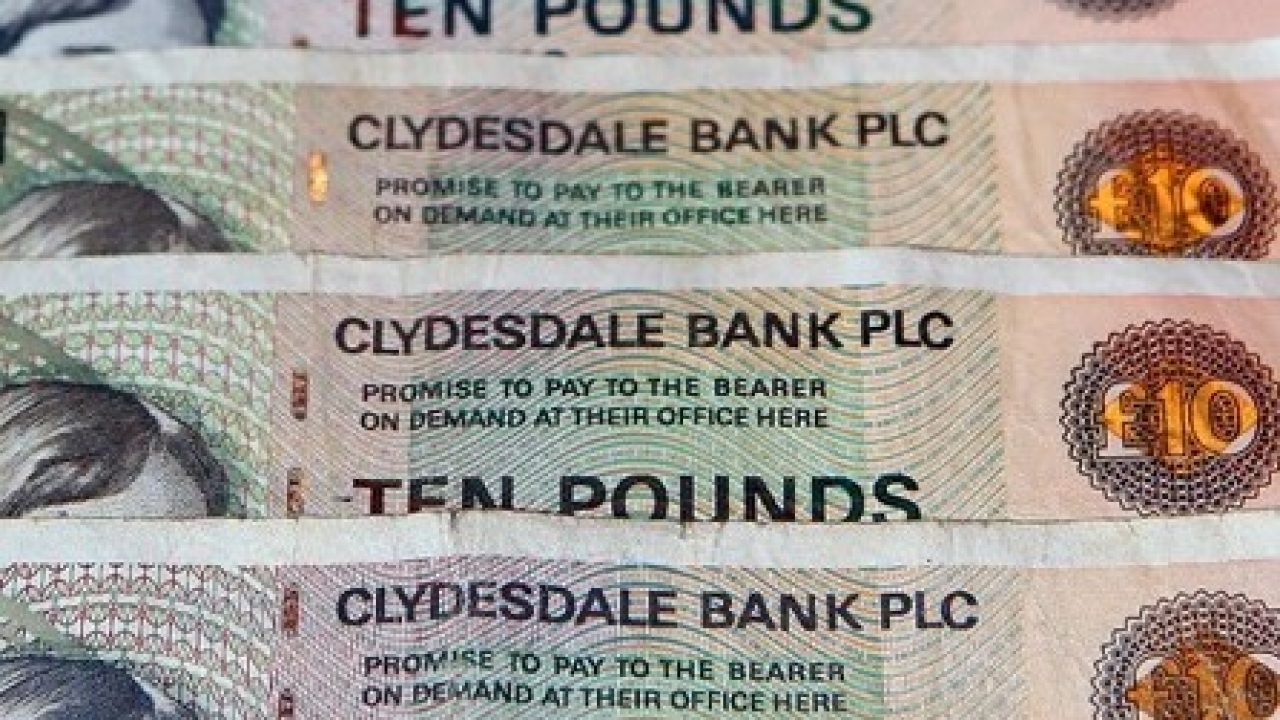 TEN POUNDS
CLYDESDALE BANK PLC
£10
PROMISE TO PAY TO THE BEARER
ON DEMAND AT THEIR OFFICE HERE
CLYDESDALE BANK PLC
£10
PROMISE TO PAY TO THE BEARER
ON DEMAND AT THEIR OFFICE HERE
TEN POUNDS
CLYDESDALE BANK PLC
£10
PROMISE TO PAY TO THE BEARER
ON DEMAND AT THEIR OFFICE HERE